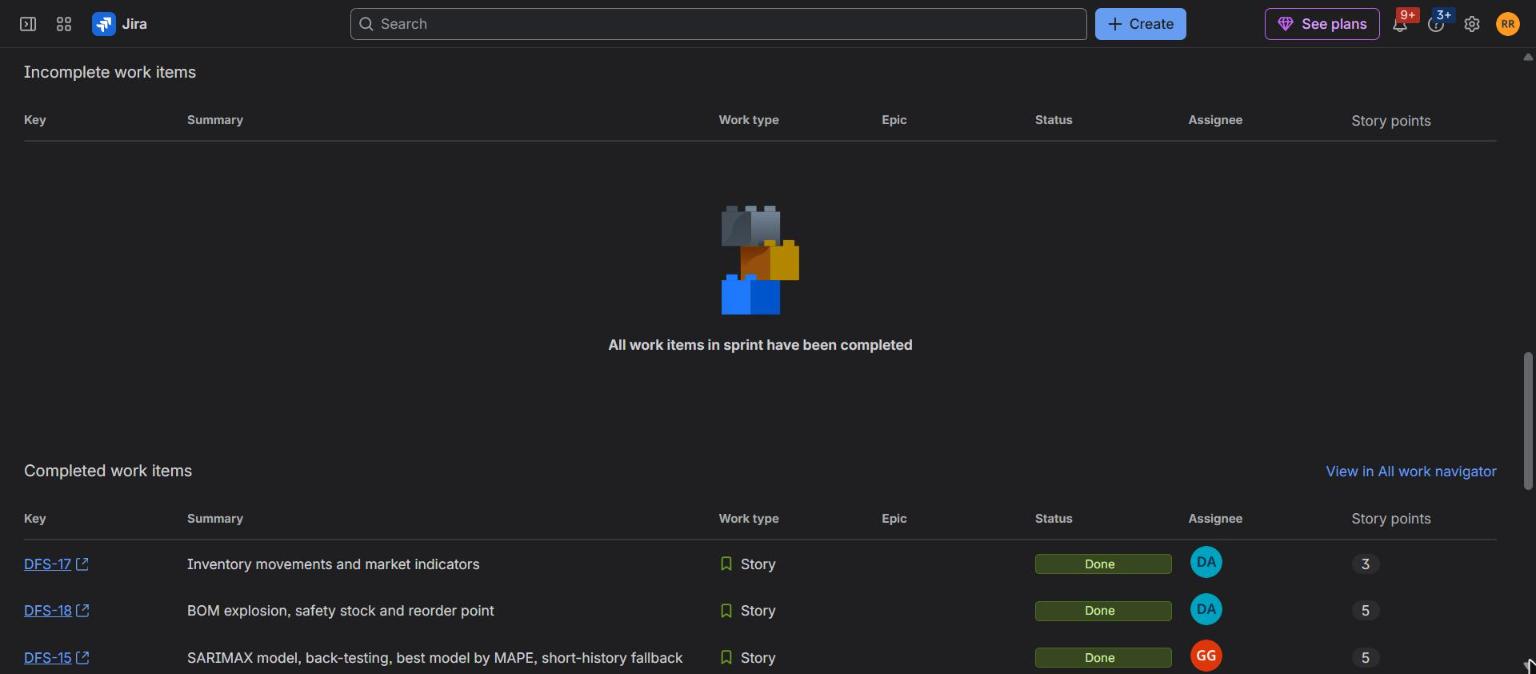 Jira
Search
+ Create
See plans
9+
3+
RR
Incomplete work items
Key Summary Work type Epic Status Assignee Story points
All work items in sprint have been completed
Completed work items
View in All work navigator
Key Summary Work type Epic Status Assignee Story points
DFS-17 Inventory movements and market indicators Story Done DA 3
DFS-18 BOM explosion, safety stock and reorder point Story Done DA 5
DFS-15 SARIMAX model, back-testing, best model by MAPE, short-history fallback Story Done GG 5